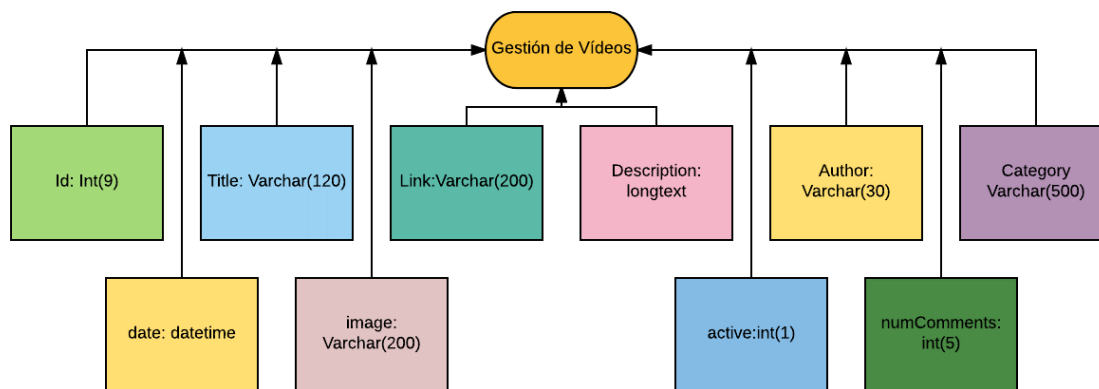 Gestión de Vídeos
Id: Int(9)
Title: Varchar(120)
Link:Varchar(200)
Description:
longtext
Author:
Varchar(30)
Category
Varchar(500)
date: datetime
image:
Varchar(200)
active:int(1)
numComments:
int(5)